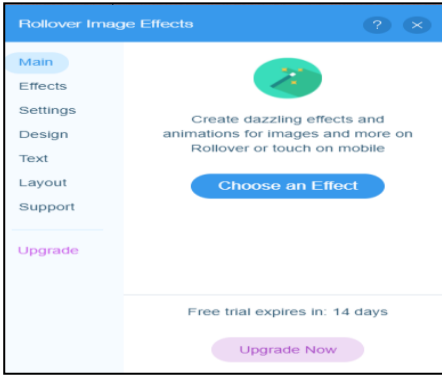 Rollover Image Effects ? ×
Main
Effects
Settings
Design
Text
Layout
Support
Upgrade
Create dazzling effects and
animations for images and more on
Rollover or touch on mobile
Choose an Effect
Free trial expires in: 14 days
Upgrade Now